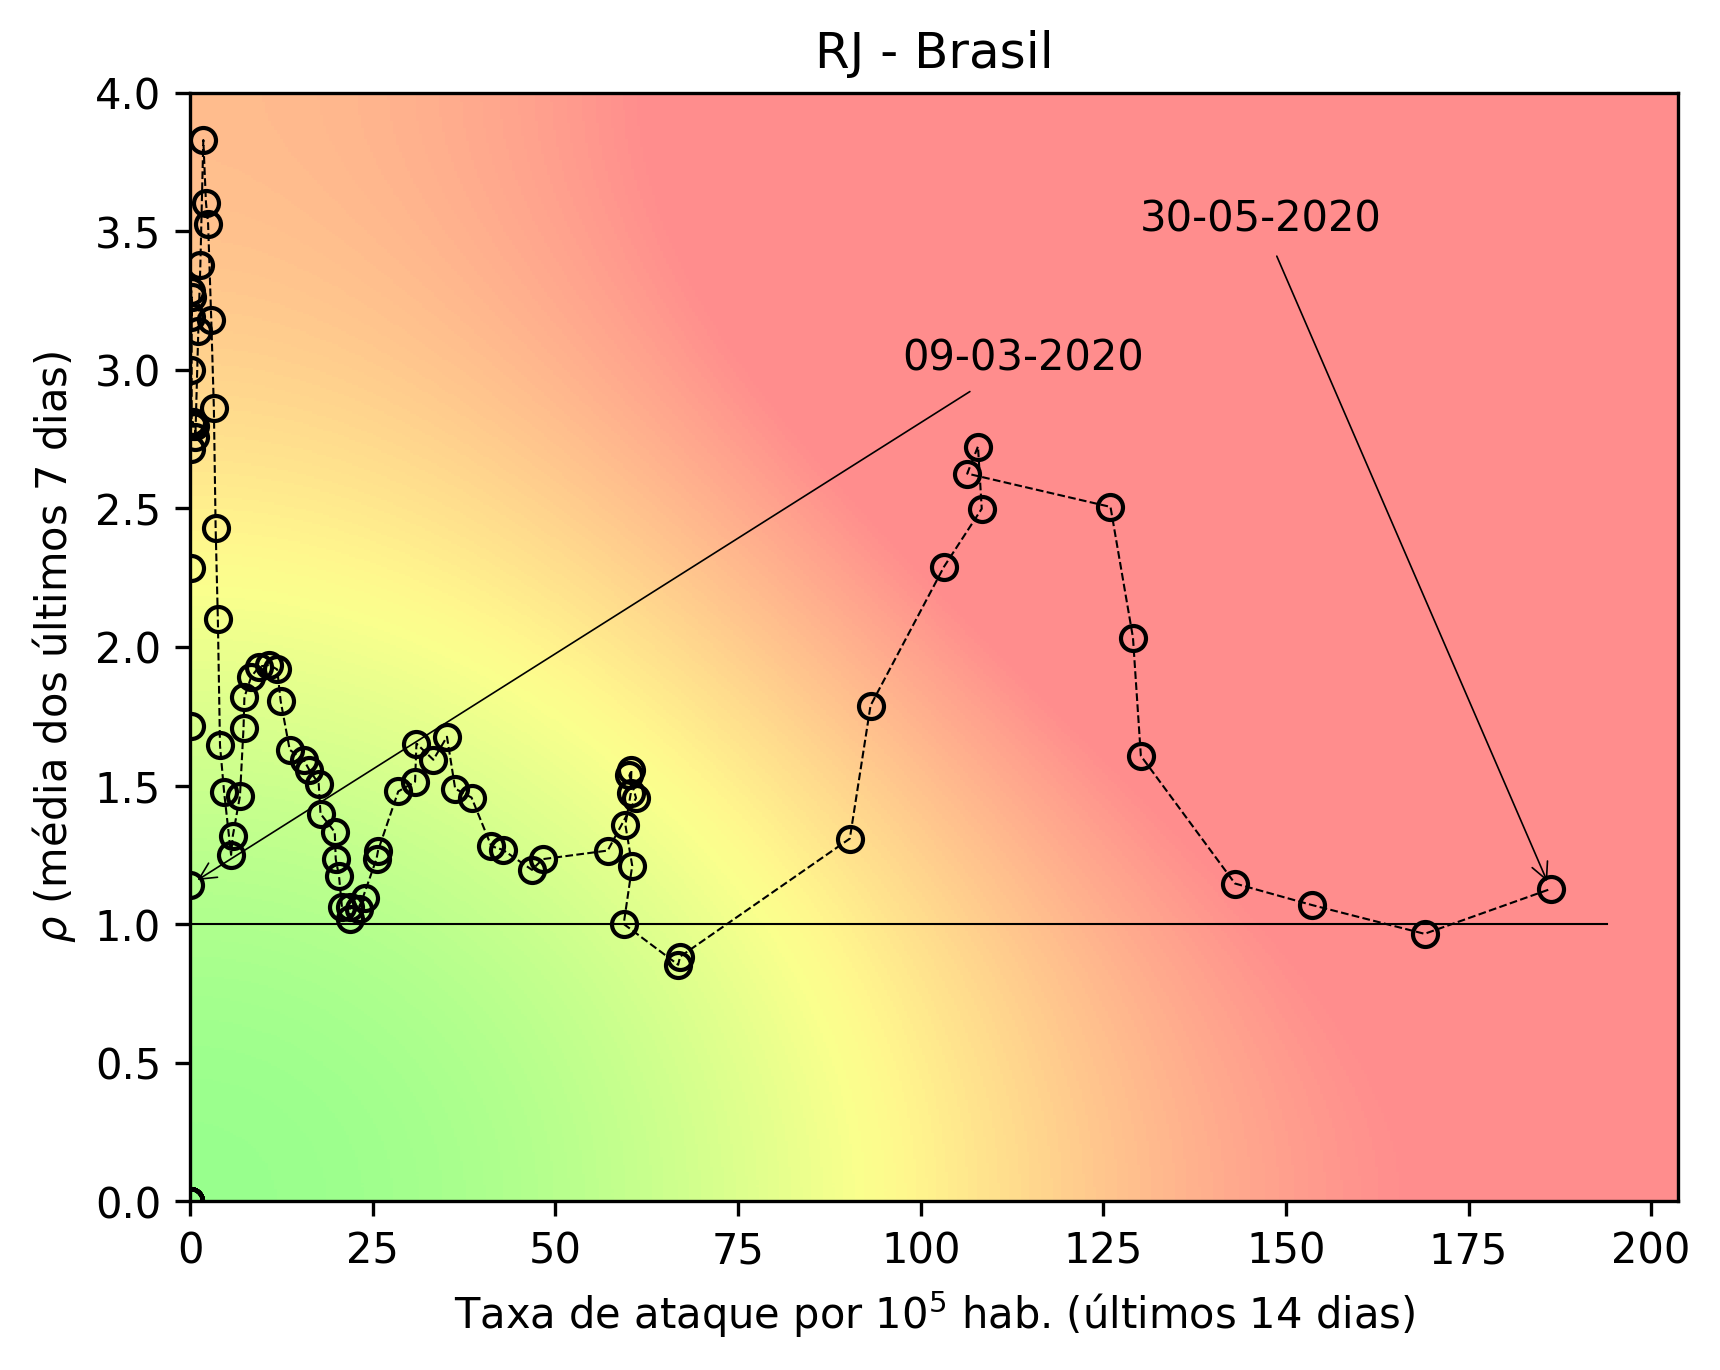 RJ - Brasil
4.0
3.5
3.0
2.5
2.0
1.5
1.0
0.5
0.0
ρ (média dos últimos 7 dias)
30-05-2020
09-03-2020
0 25 50 75 100 125 150 175 200
Taxa de ataque por 10⁵ hab. (últimos 14 dias)